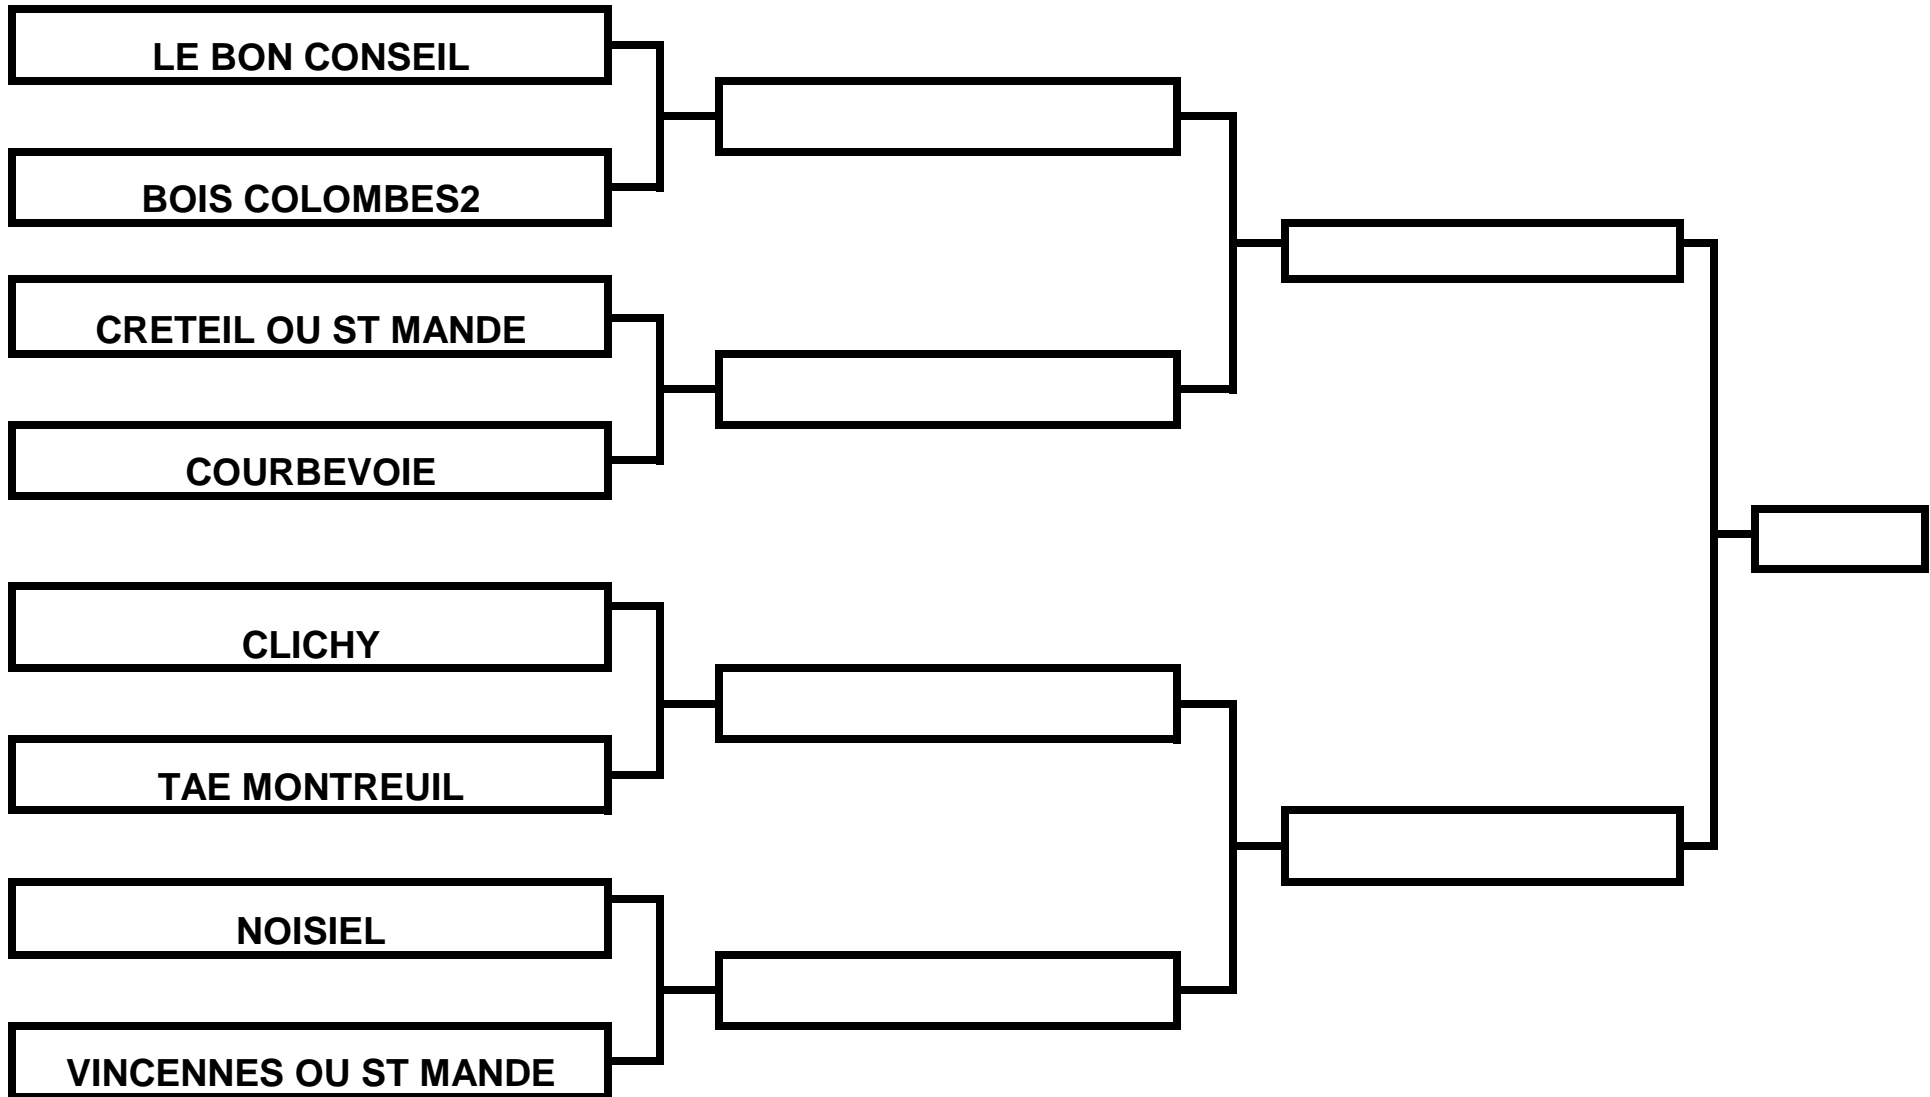 LE BON CONSEIL
BOIS COLOMBES2
CRETEIL OU ST MANDE
COURBEVOIE
CLICHY
TAE MONTREUIL
NOISIEL
VINCENNES OU ST MANDE